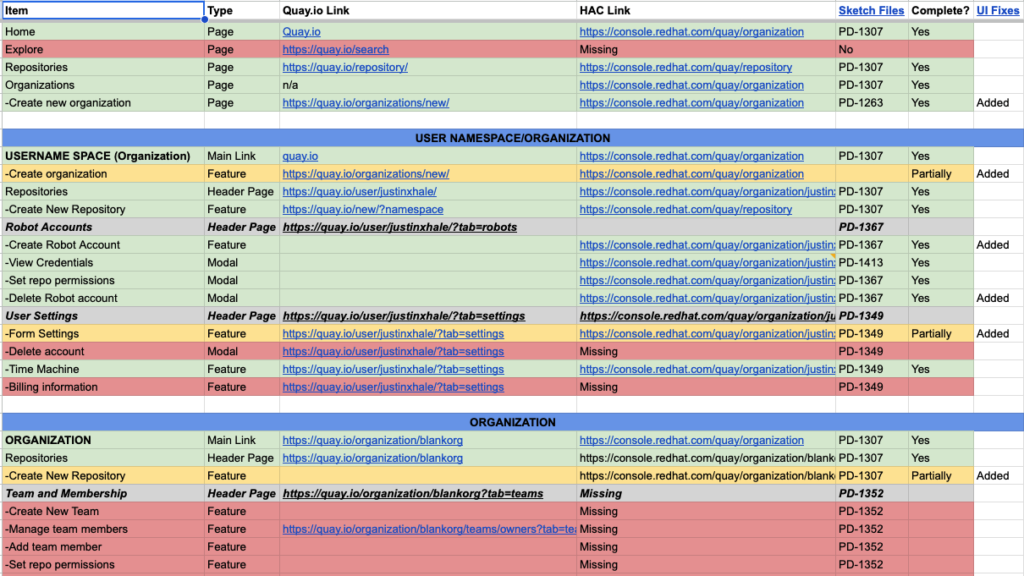 Item Type Quay.io Link HAC Link Sketch Files Complete? UI Fixes
Home Page Quay.io https://console.redhat.com/quay/organization PD-1307 Yes
Explore Page https://quay.io/search Missing No
Repositories Page https://quay.io/repository/ https://console.redhat.com/quay/repository PD-1307 Yes
Organizations Page n/a https://console.redhat.com/quay/organization PD-1307 Yes
-Create new organization Page https://quay.io/organizations/new/ https://console.redhat.com/quay/organization PD-1263 Yes Added
USER NAMESPACE/ORGANIZATION
USERNAME SPACE (Organization) Main Link quay.io https://console.redhat.com/quay/organization PD-1307 Yes
-Create organization Feature https://quay.io/organizations/new/ https://console.redhat.com/quay/organization Partially Added
Repositories Header Page https://quay.io/user/justinxhale/ https://console.redhat.com/quay/organization/justin PD-1307 Yes
-Create New Repository Feature https://quay.io/new/?namespace https://console.redhat.com/quay/repository PD-1307 Yes
Robot Accounts Header Page https://quay.io/user/justinxhale/?tab=robots PD-1367
-Create Robot Account Feature https://console.redhat.com/quay/organization/justin PD-1367 Yes Added
-View Credentials Modal https://console.redhat.com/quay/organization/justin PD-1413 Yes
-Set repo permissions Modal https://console.redhat.com/quay/organization/justin PD-1367 Yes
-Delete Robot account Modal https://console.redhat.com/quay/organization/justin PD-1367 Yes Added
User Settings Header Page https://quay.io/user/justinxhale/?tab=settings https://console.redhat.com/quay/organization/ju PD-1349
-Form Settings Feature https://quay.io/user/justinxhale/?tab=settings https://console.redhat.com/quay/organization/justin PD-1349 Partially Added
-Delete account Modal https://quay.io/user/justinxhale/?tab=settings Missing PD-1349
-Time Machine Feature https://quay.io/user/justinxhale/?tab=settings https://console.redhat.com/quay/organization/justin PD-1349 Yes
-Billing information Feature https://quay.io/user/justinxhale/?tab=settings Missing PD-1349
ORGANIZATION
ORGANIZATION Main Link https://quay.io/organization/blankorg https://console.redhat.com/quay/organization PD-1307 Yes
Repositories Header Page https://quay.io/organization/blankorg https://console.redhat.com/quay/organization/blank PD-1307 Yes
-Create New Repository Feature https://console.redhat.com/quay/organization/blank PD-1307 Partially Added
Team and Membership Header Page https://quay.io/organization/blankorg?tab=teams Missing PD-1352
-Create New Team Feature Missing PD-1352
-Manage team members Feature https://quay.io/organization/blankorg/teams/owners?tab=tea Missing PD-1352
-Add team member Feature Missing PD-1352
-Set repo permissions Feature Missing PD-1352